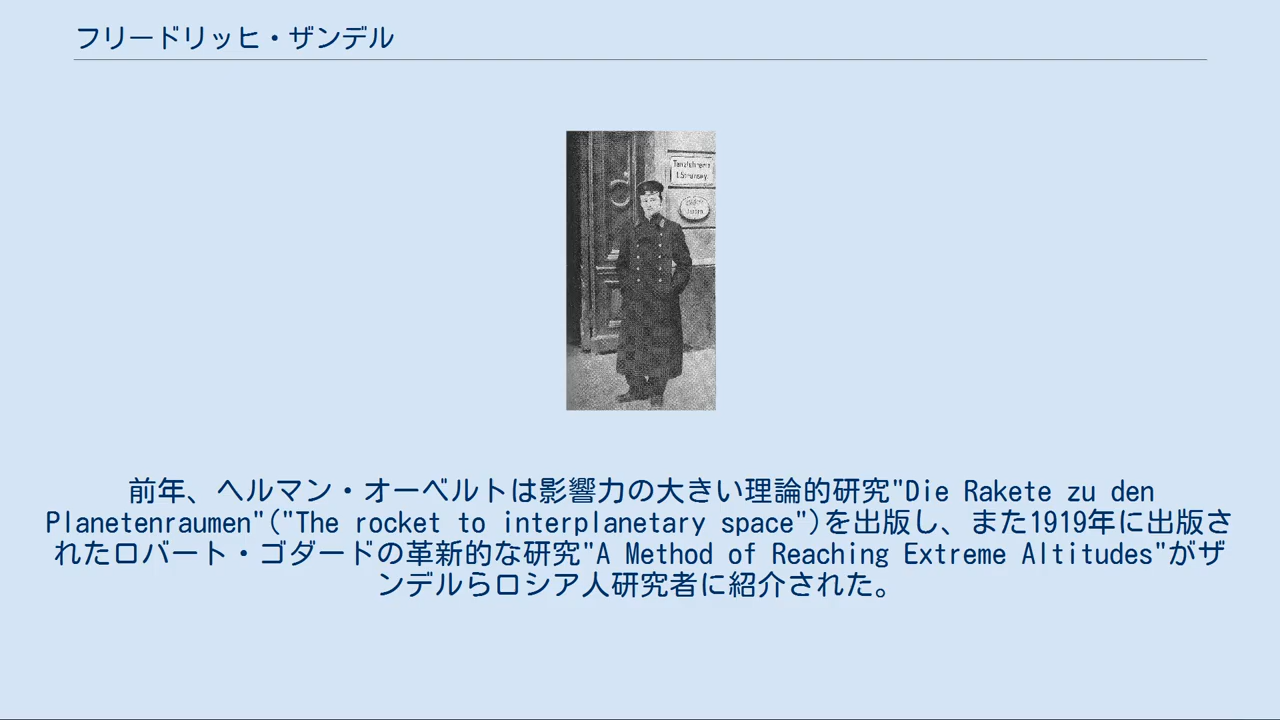 フリードリッヒ・ザンデル
前年、ヘルマン・オーベルトは影響力の大きい理論的研究"Die Rakete zu den
Planetenraumen"("The rocket to interplanetary space")を出版し、また1919年に出版さ
れたロバート・ゴダードの革新的な研究"A Method of Reaching Extreme Altitudes"がザ
ンデルらロシア人研究者に紹介された。